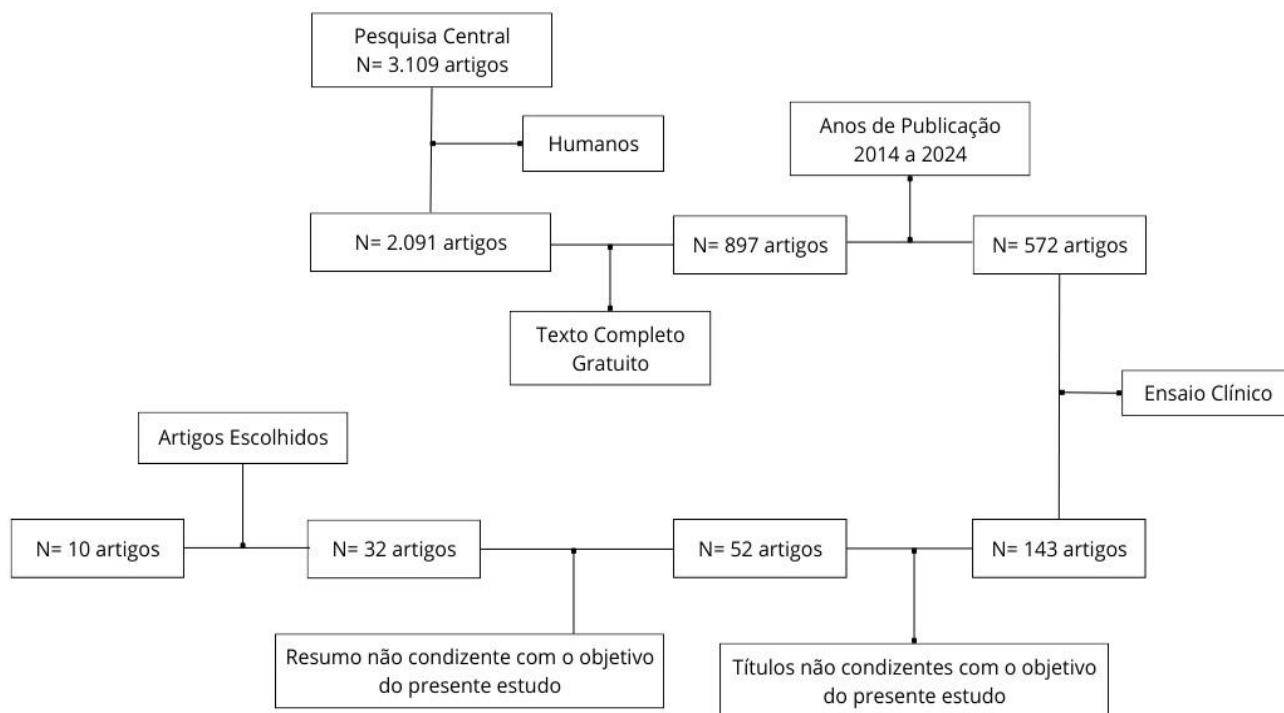 Pesquisa Central
N= 3.109 artigos
Humanos
Anos de Publicação
2014 a 2024
N= 2.091 artigos
N= 897 artigos
N= 572 artigos
Texto Completo
Gratuito
Ensaio Clínico
Artigos Escolhidos
N= 10 artigos
N= 32 artigos
N= 52 artigos
N= 143 artigos
Resumo não condizente com o objetivo
do presente estudo
Títulos não condizentes com o objetivo
do presente estudo